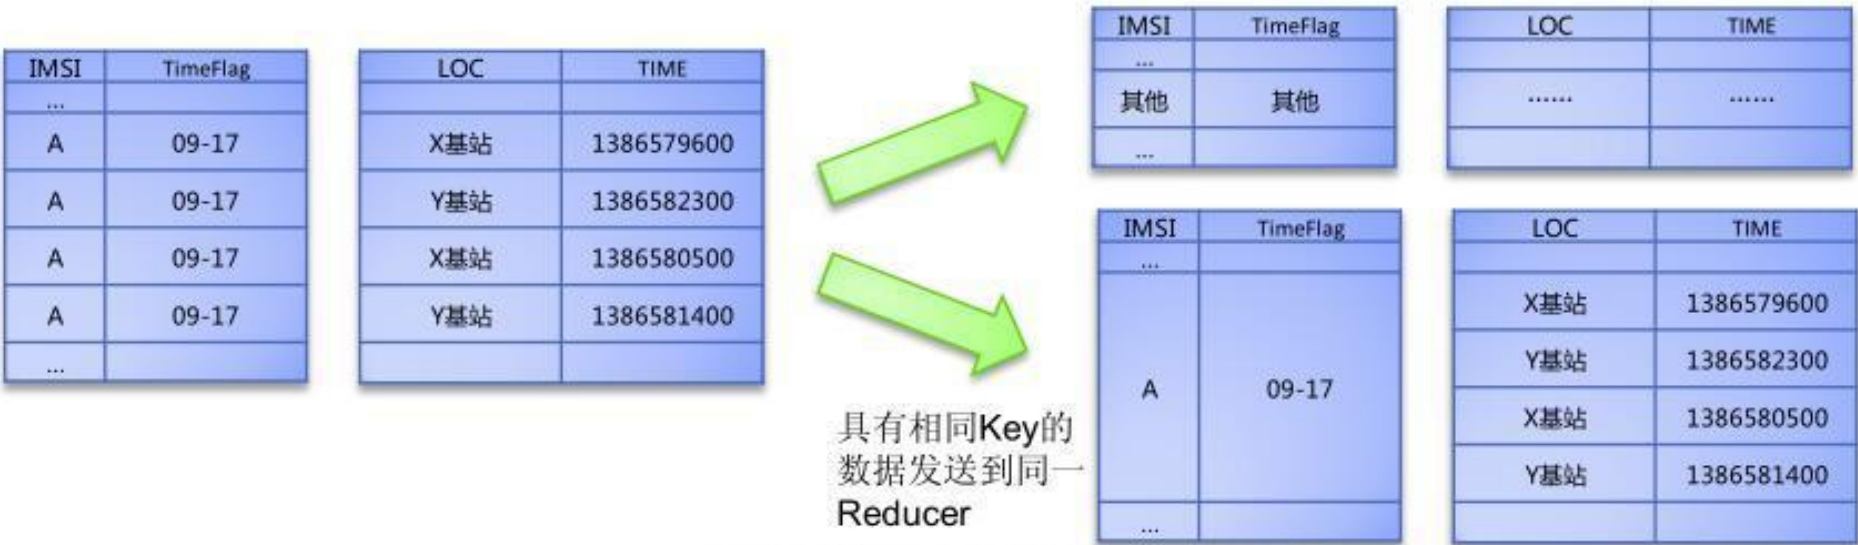 IMSI TimeFlag LOC TIME
...
A 09-17 X基站 1386579600
A 09-17 Y基站 1386582300
A 09-17 X基站 1386580500
A 09-17 Y基站 1386581400
...
具有相同Key的
数据发送到同一
Reducer
IMSI TimeFlag LOC TIME
...
其他 其他 ...... ......
...
IMSI TimeFlag LOC TIME
...
X基站 1386579600
Y基站 1386582300
A 09-17
X基站 1386580500
Y基站 1386581400
...